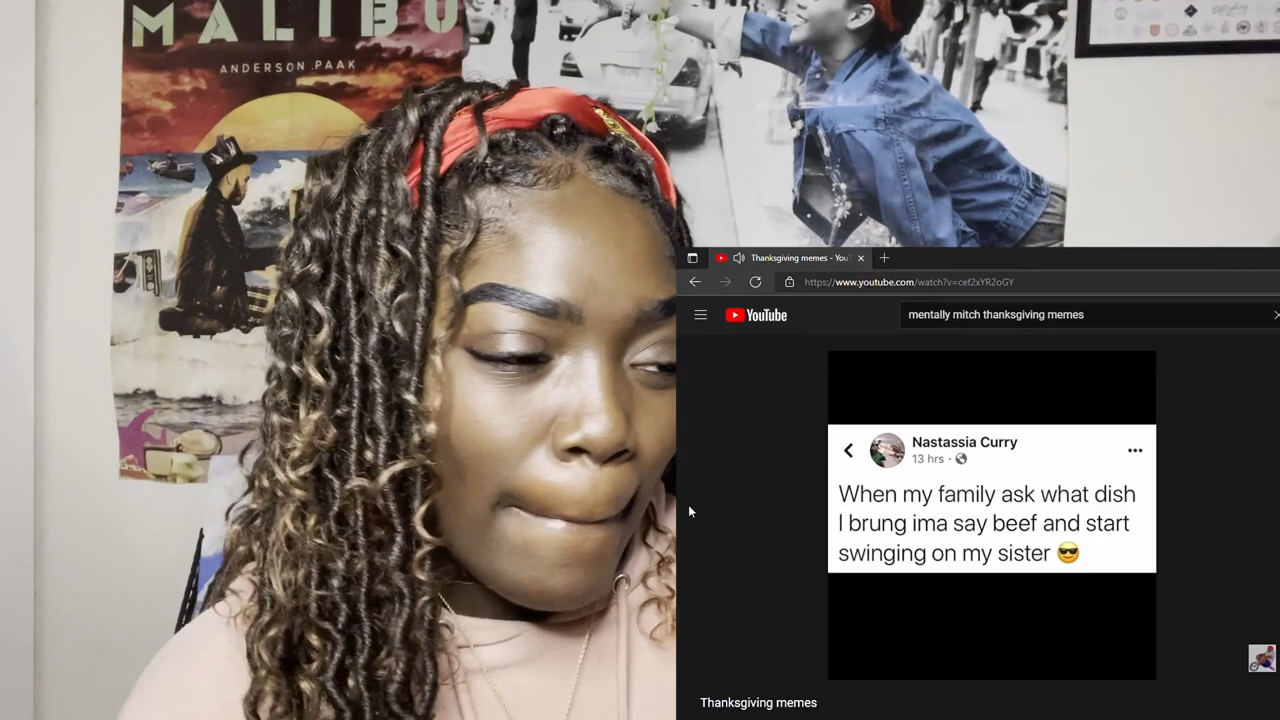 MALIBU
ANDERSON .PAAK
Thanksgiving memes - You
https://www.youtube.com/watch?v=cef2xYR2oGY
YouTube
mentally mitch thanksgiving memes
Nastassia Curry
13 hrs
When my family ask what dish
I brung ima say beef and start
swinging on my sister 😎
Thanksgiving memes